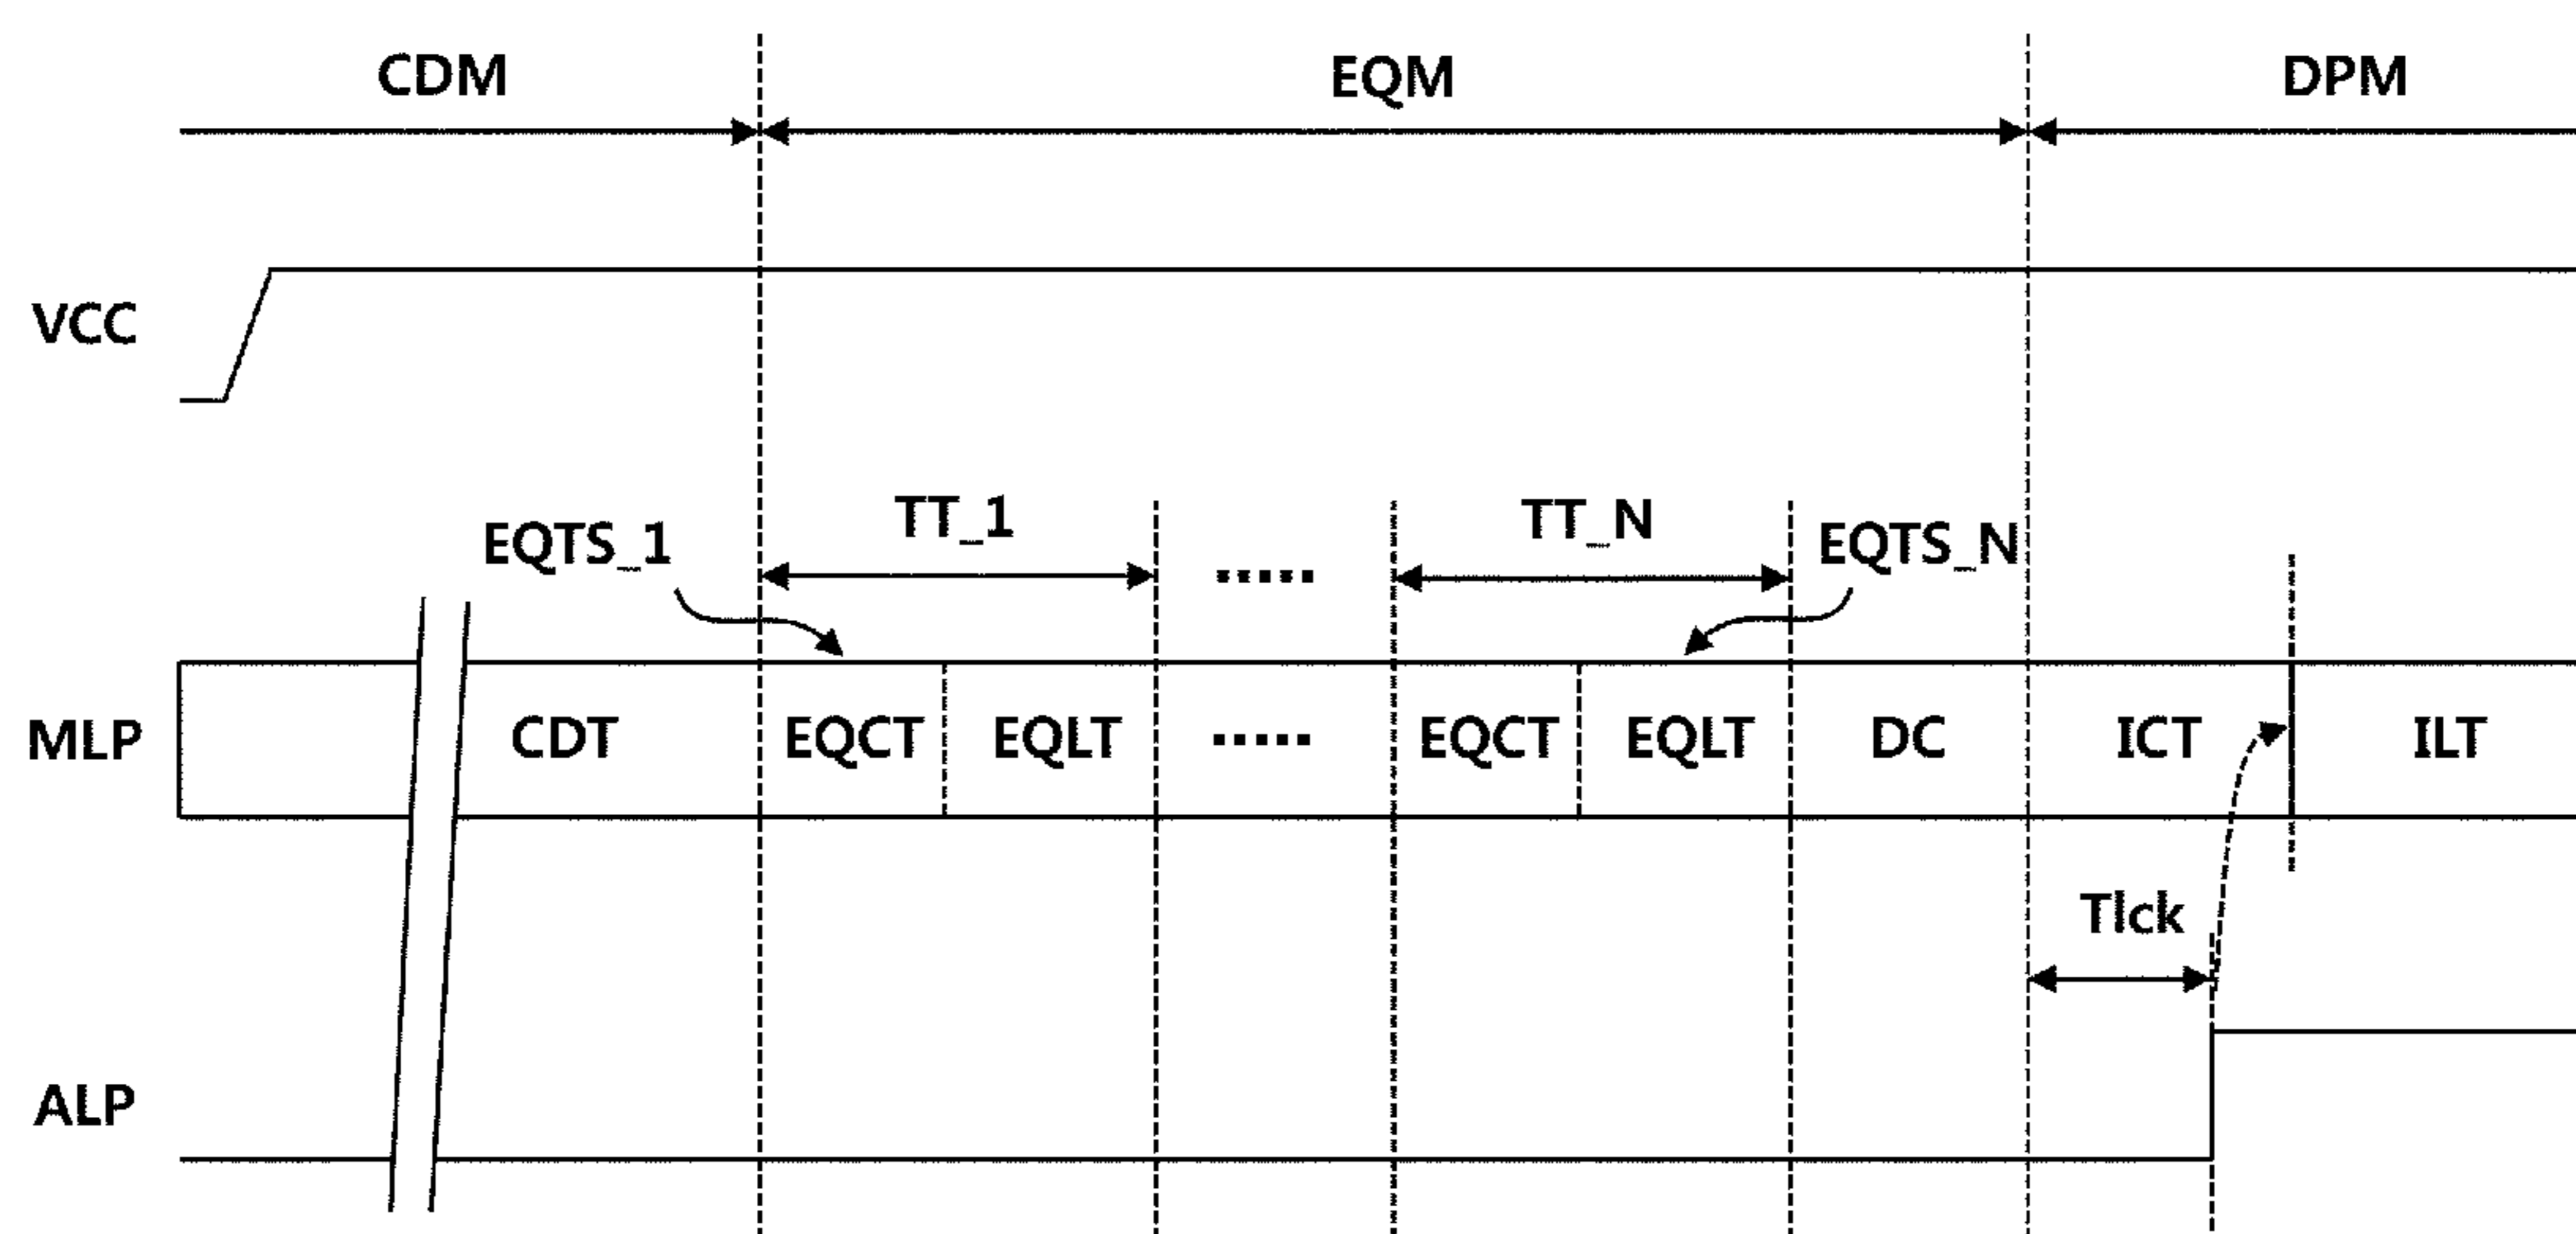 CDM EQM DPM
VCC
EQTS_1 TT_1 ..... TT_N EQTS_N
MLP CDT EQCT EQLT ..... EQCT EQLT DC ICT ILT
Tlck
ALP